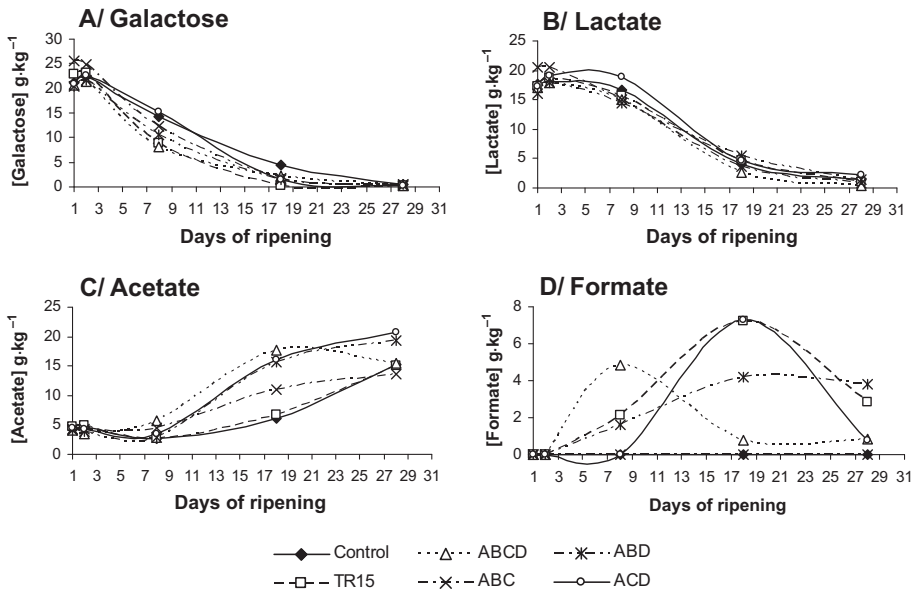 A/ Galactose
[Galactose] g·kg⁻¹
30
25
20
15
10
5
0
1 3 5 7 9 11 13 15 17 19 21 23 25 27 29 31
Days of ripening
B/ Lactate
[Lactate] g·kg⁻¹
25
20
15
10
5
0
1 3 5 7 9 11 13 15 17 19 21 23 25 27 29 31
Days of ripening
C/ Acetate
[Acetate] g·kg⁻¹
25
20
15
10
5
0
1 3 5 7 9 11 13 15 17 19 21 23 25 27 29 31
Days of ripening
D/ Formate
[Formate] g·kg⁻¹
8
6
4
2
0
1 3 5 7 9 11 13 15 17 19 21 23 25 27 29 31
Days of ripening
Control ABCD ABD
TR15 ABC ACD